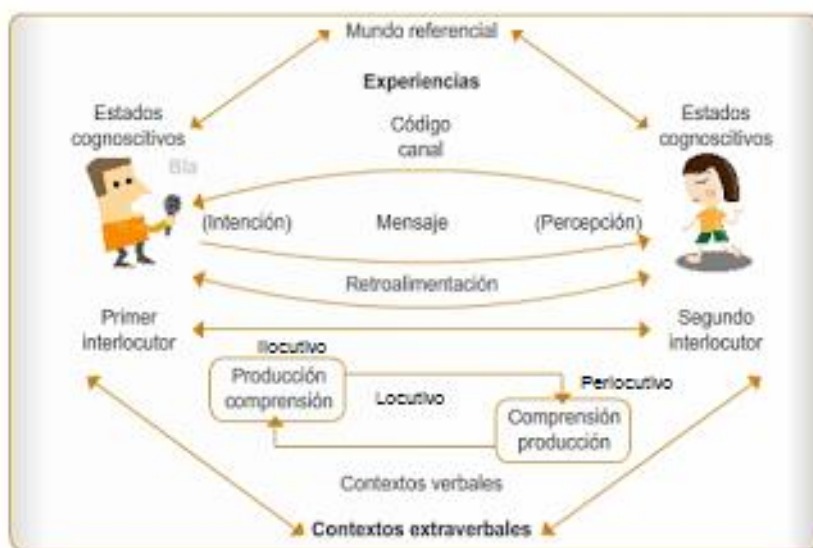 Mundo referencial
Experiencias
Estados
cognoscitivos
Estados
cognoscitivos
Código
canal
Bla
(Intención) Mensaje (Percepción)
Retroalimentación
Primer
interlocutor
Segundo
interlocutor
Ilocutivo
Producción
comprensión
Locutivo
Perlocutivo
Comprensión
producción
Contextos verbales
Contextos extraverbales